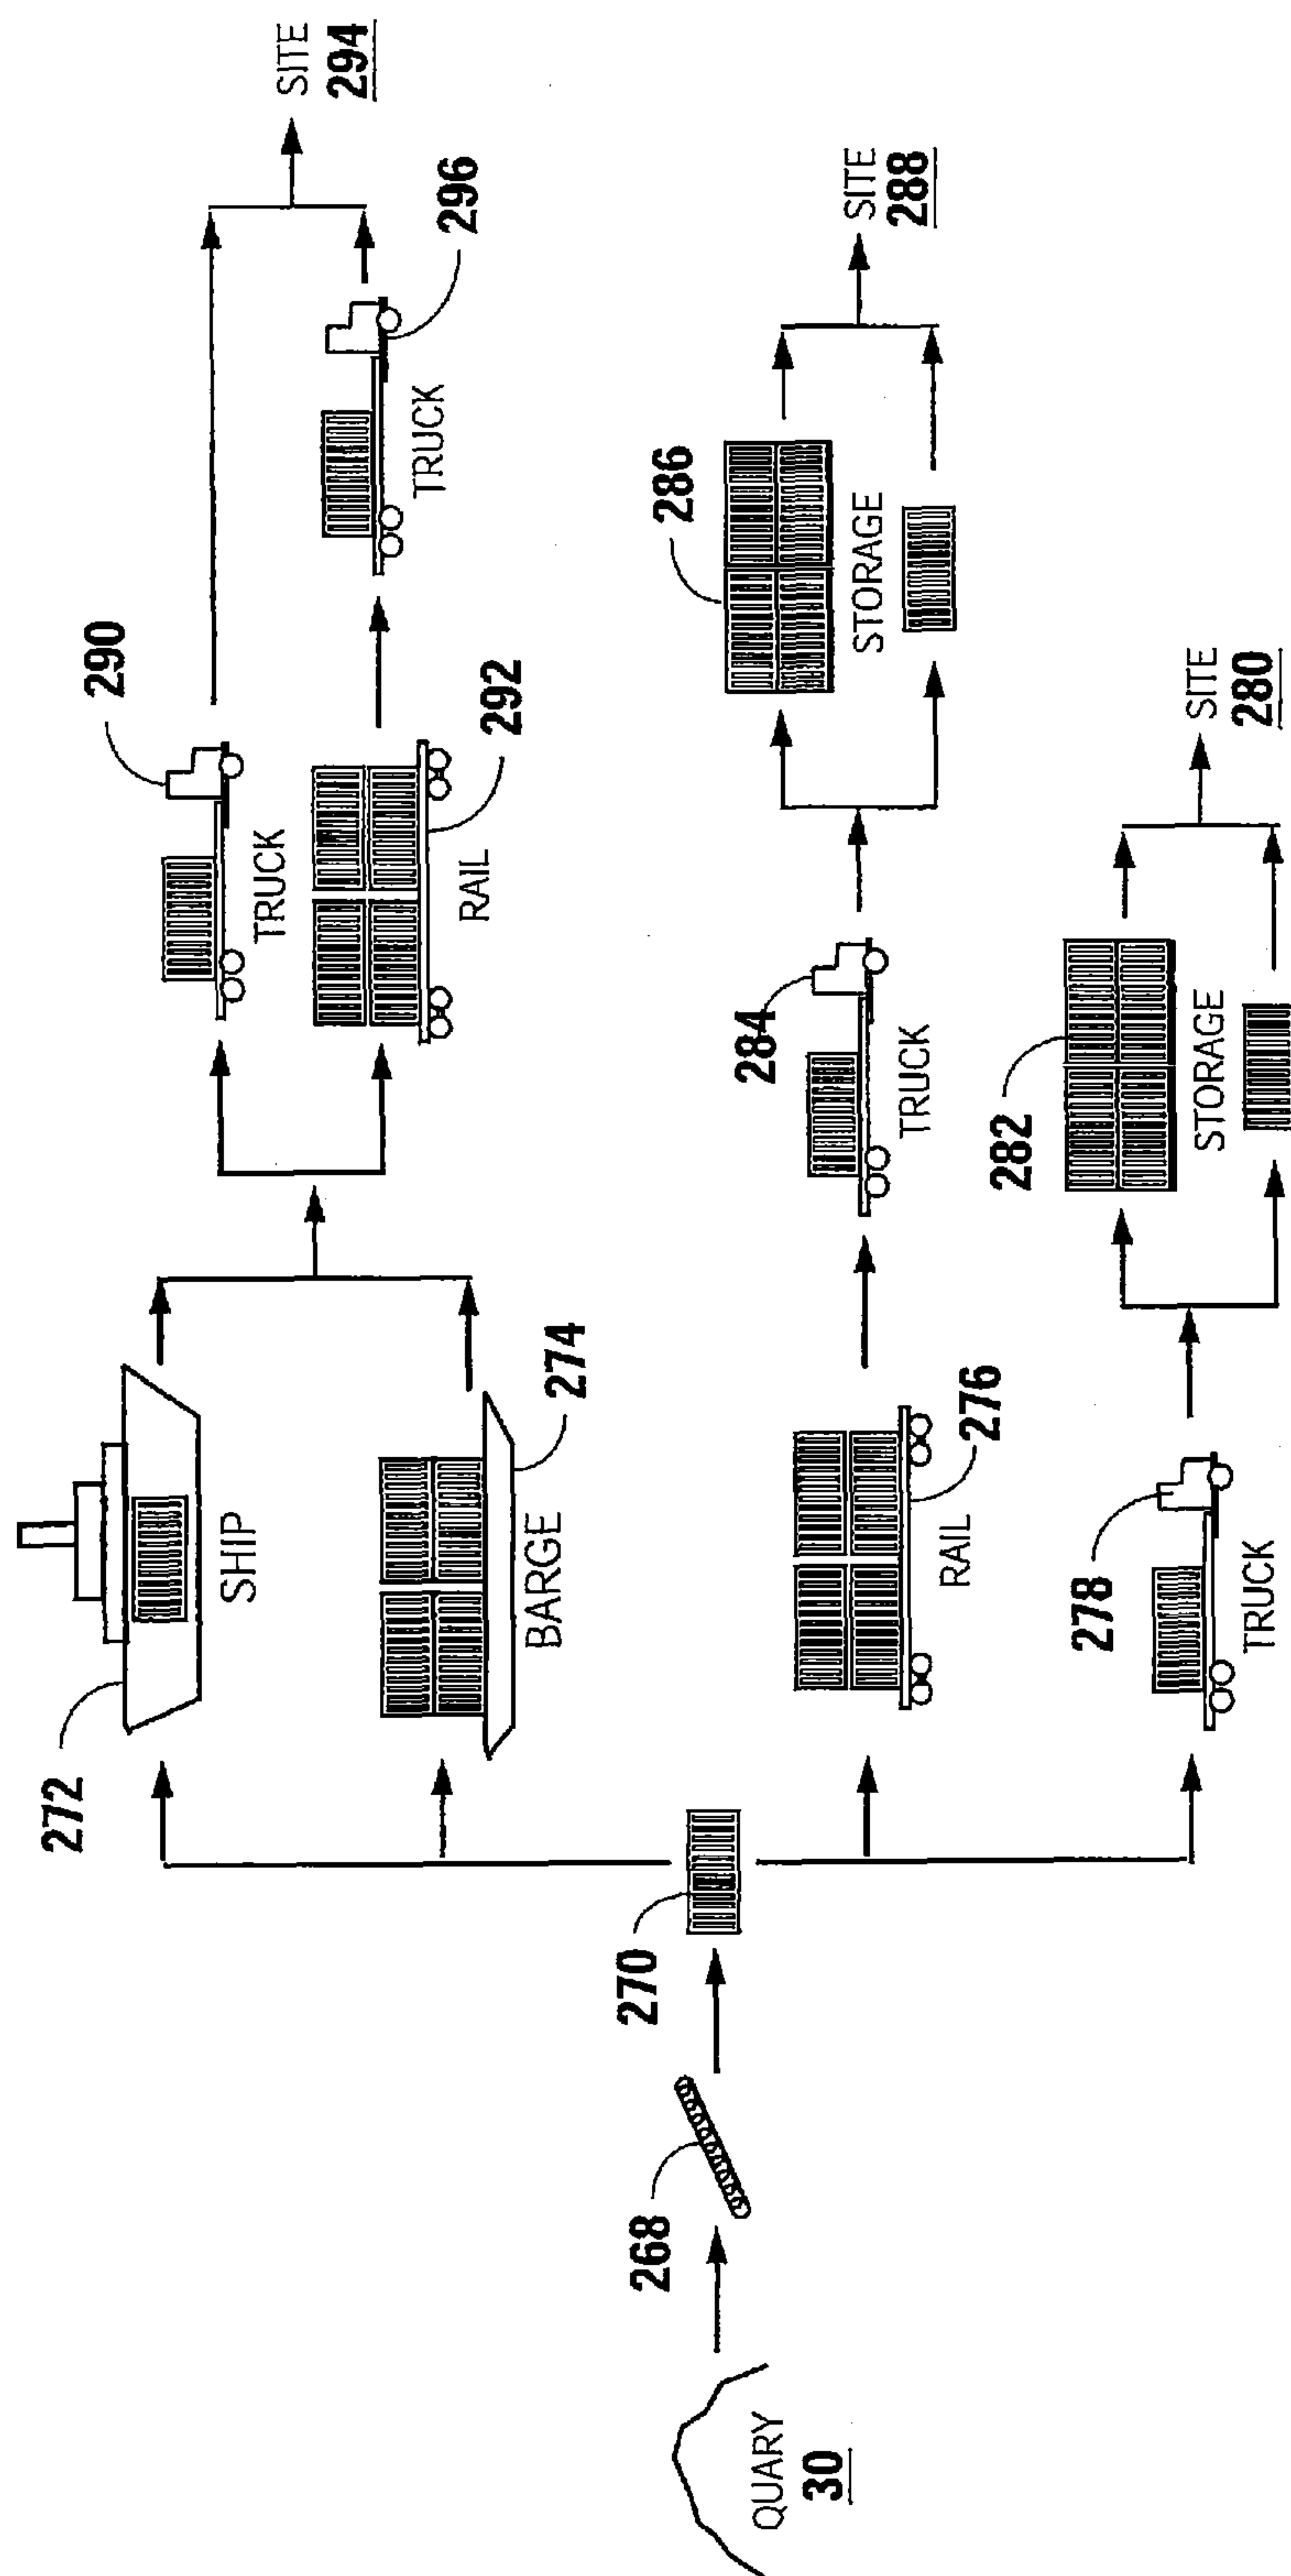 272
SHIP
290
TRUCK
SITE
294
274
BARGE
292
RAIL
296
TRUCK
QUARY
30
268
270
276
RAIL
284
TRUCK
286
STORAGE
SITE
288
278
TRUCK
282
STORAGE
SITE
280